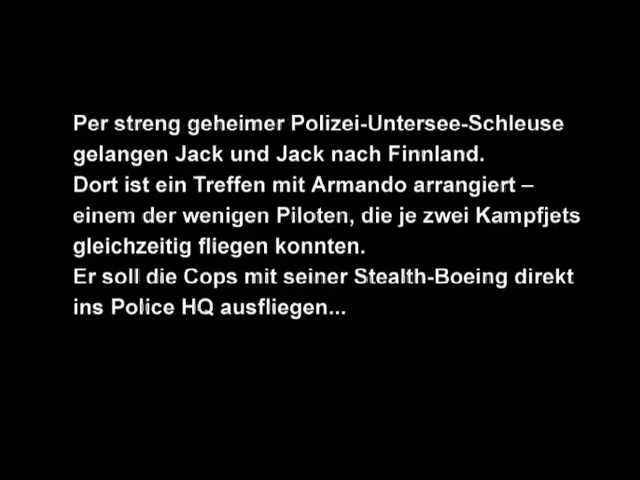 Per streng geheimer Polizei-Untersee-Schleuse
gelangen Jack und Jack nach Finnland.
Dort ist ein Treffen mit Armando arrangiert –
einem der wenigen Piloten, die je zwei Kampfjets
gleichzeitig fliegen konnten.
Er soll die Cops mit seiner Stealth-Boeing direkt
ins Police HQ ausfliegen...